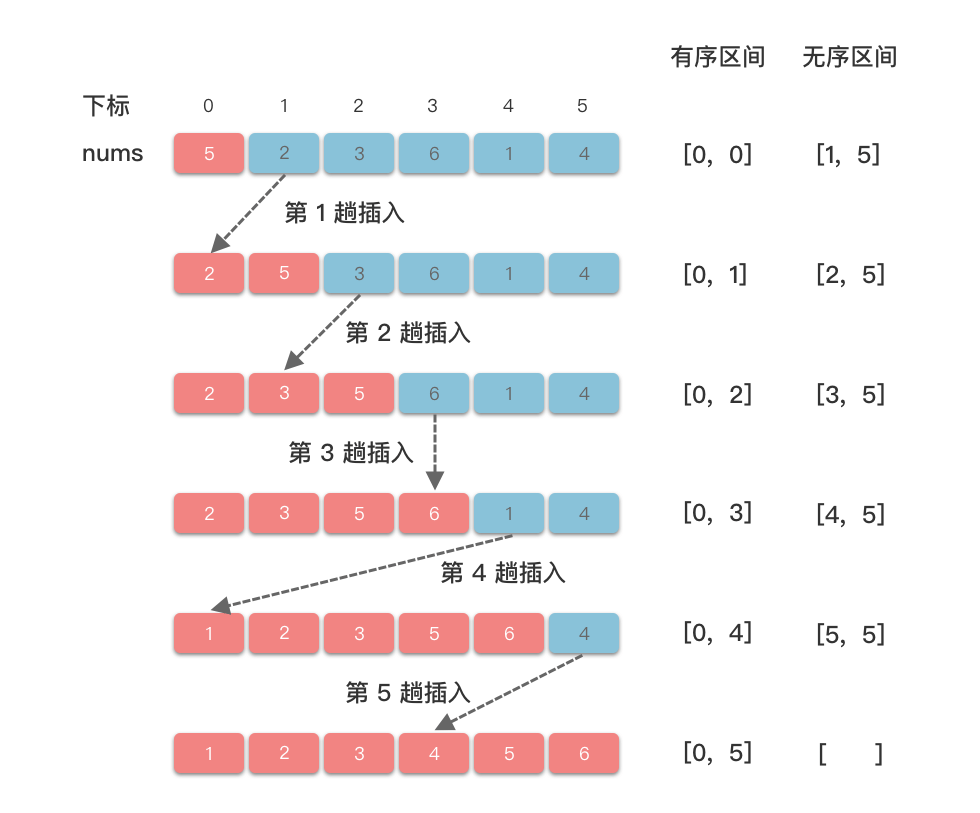 有序区间 无序区间
下标 0 1 2 3 4 5
nums 5 2 3 6 1 4 [0, 0] [1, 5]
第 1 趟插入
2 5 3 6 1 4 [0, 1] [2, 5]
第 2 趟插入
2 3 5 6 1 4 [0, 2] [3, 5]
第 3 趟插入
2 3 5 6 1 4 [0, 3] [4, 5]
第 4 趟插入
1 2 3 5 6 4 [0, 4] [5, 5]
第 5 趟插入
1 2 3 4 5 6 [0, 5] [ ]